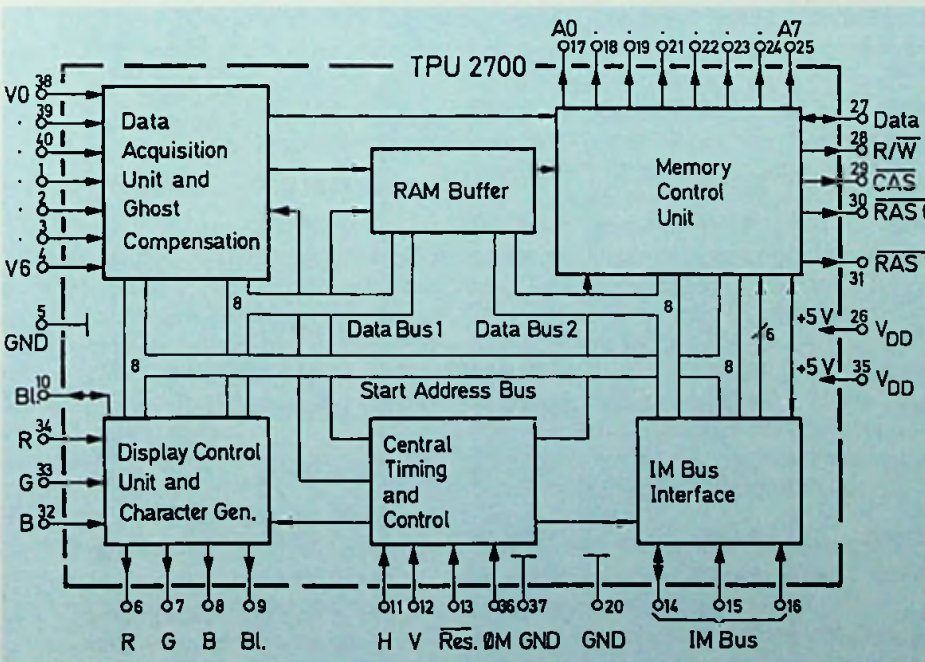 A0 . . . . . . A7
17 18 19 21 22 23 24 25
TPU 2700
V0 38
. 39
. 40
. 1
. 2
. 3
V6 4
GND 5
Data
Acquisition
Unit and
Ghost
Compensation
RAM Buffer
Memory
Control
Unit
27 Data
28 R/W̅
29 C̅A̅S̅
30 R̅A̅S̅
31 R̅A̅S̅
+5 V 26 VDD
+5 V 35 VDD
8
8
8
6
Data Bus 1
Data Bus 2
Start Address Bus
Bl. 10
R 34
G 33
B 32
Display Control
Unit and
Character Gen.
Central
Timing
and
Control
IM Bus
Interface
6 7 8 9 11 12 13 36 37 20 14 15 16
R G B Bl. H V R̅e̅s̅. ØM GND GND IM Bus